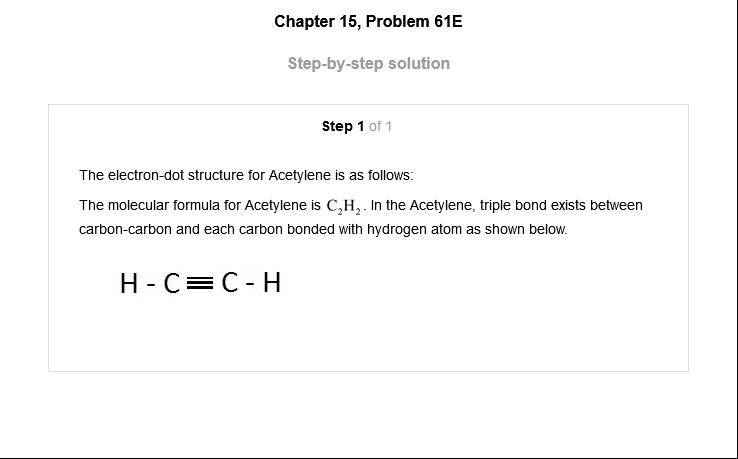 Chapter 15, Problem 61E
Step-by-step solution
Step 1 of 1
The electron-dot structure for Acetylene is as follows:
The molecular formula for Acetylene is C₂H₂. In the Acetylene, triple bond exists between
carbon-carbon and each carbon bonded with hydrogen atom as shown below.
H - C ≡ C - H